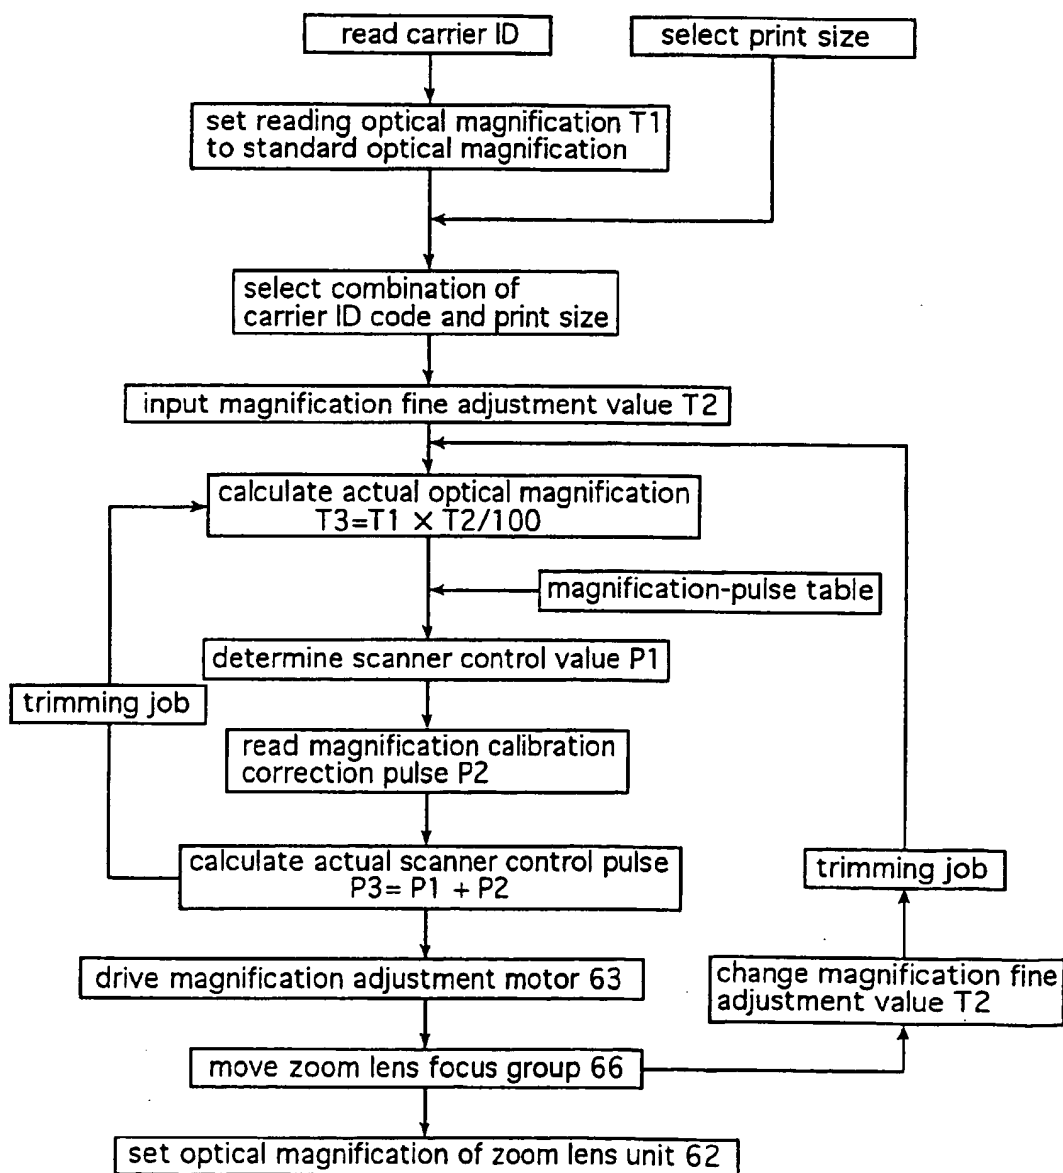 read carrier ID
select print size
set reading optical magnification T1
to standard optical magnification
select combination of
carrier ID code and print size
input magnification fine adjustment value T2
calculate actual optical magnification
T3=T1 × T2/100
magnification-pulse table
determine scanner control value P1
trimming job
read magnification calibration
correction pulse P2
calculate actual scanner control pulse
P3= P1 + P2
trimming job
drive magnification adjustment motor 63
change magnification fine
adjustment value T2
move zoom lens focus group 66
set optical magnification of zoom lens unit 62